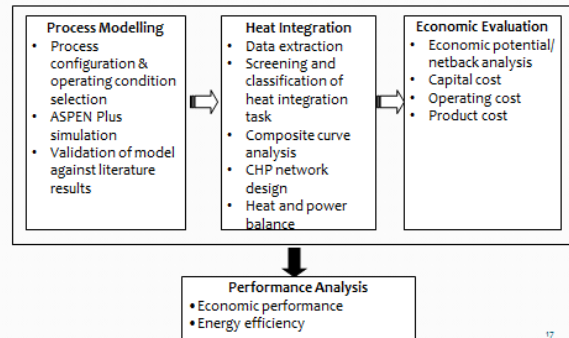 Process Modelling
• Process
configuration &
operating condition
selection
• ASPEN Plus
simulation
• Validation of model
against literature
results
Heat Integration
• Data extraction
• Screening and
classification of
heat integration
task
• Composite curve
analysis
• CHP network
design
• Heat and power
balance
Economic Evaluation
• Economic potential/
netback analysis
• Capital cost
• Operating cost
• Product cost
Performance Analysis
• Economic performance
• Energy efficiency
17